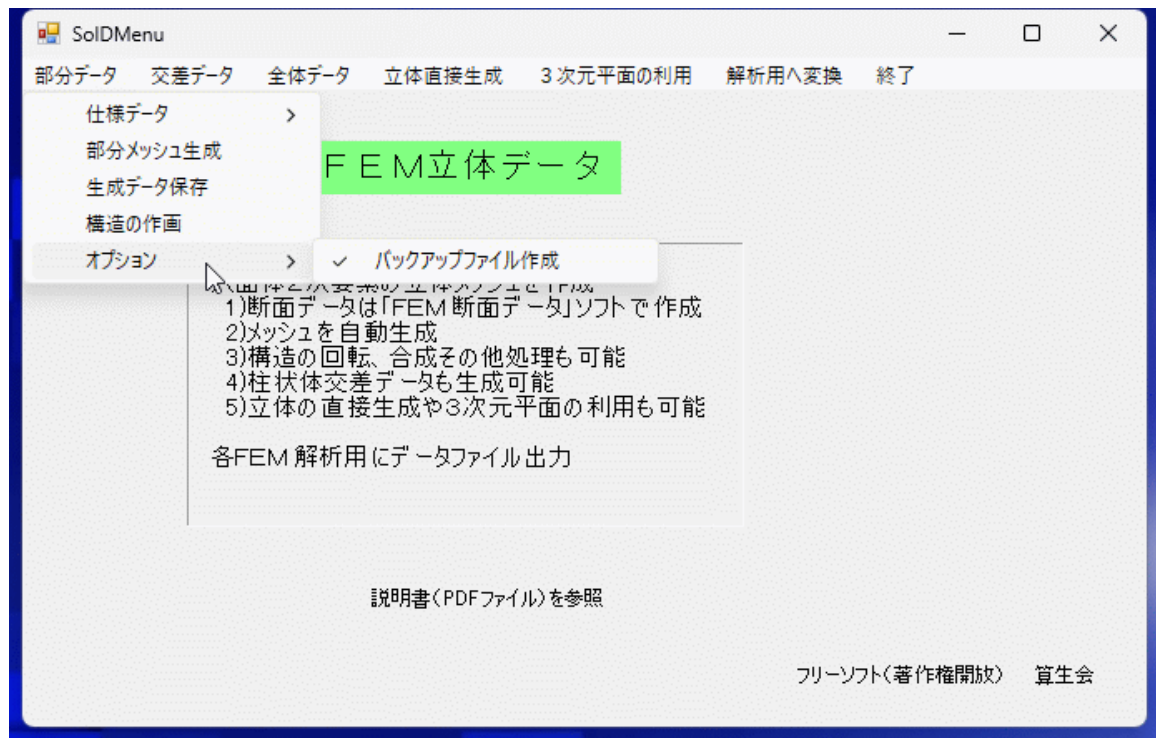 SolDMenu
部分データ 交差データ 全体データ 立体直接生成 3次元平面の利用 解析用へ変換 終了
仕様データ
部分メッシュ生成
生成データ保存
構造の作画
オプション
バックアップファイル作成
FEM立体データ
1)断面データは「FEM断面データ」ソフトで作成
2)メッシュを自動生成
3)構造の回転、合成その他処理も可能
4)柱状体交差データも生成可能
5)立体の直接生成や3次元平面の利用も可能
各FEM解析用にデータファイル出力
説明書(PDFファイル)を参照
フリーソフト(著作権開放) 算生会